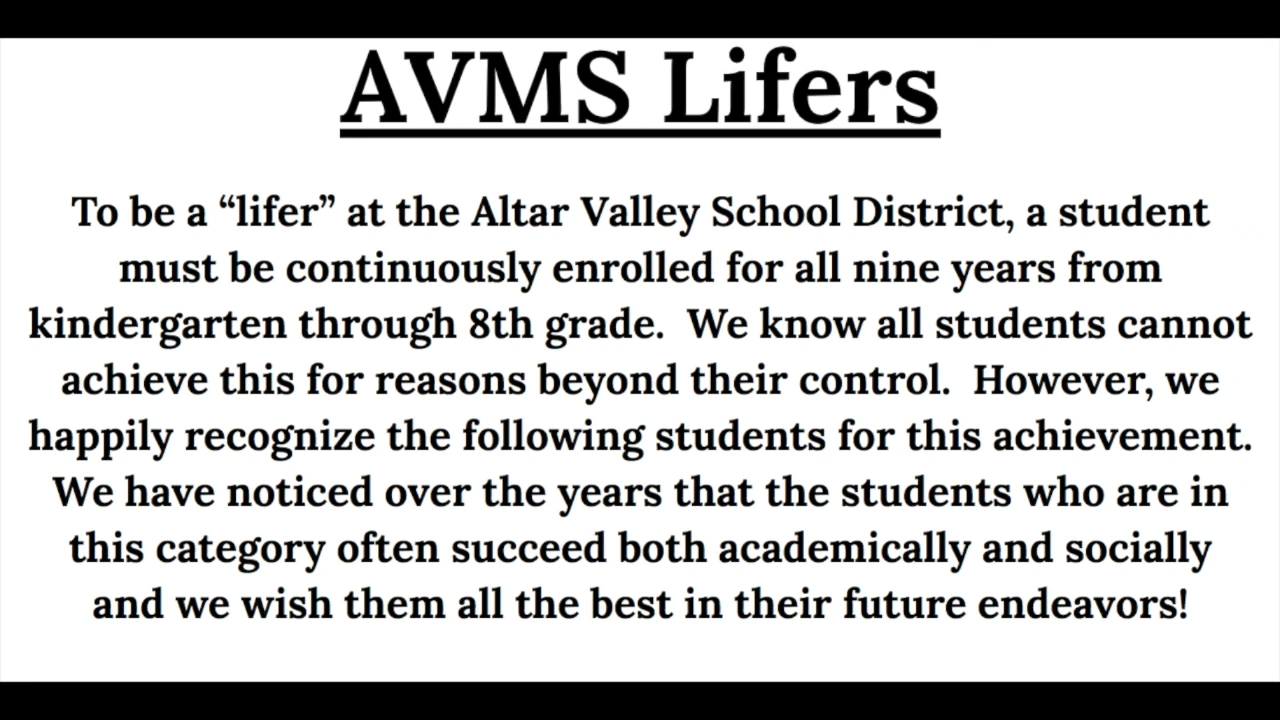 AVMS Lifers
To be a “lifer” at the Altar Valley School District, a student
must be continuously enrolled for all nine years from
kindergarten through 8th grade.  We know all students cannot
achieve this for reasons beyond their control.  However, we
happily recognize the following students for this achievement.
We have noticed over the years that the students who are in
this category often succeed both academically and socially
and we wish them all the best in their future endeavors!